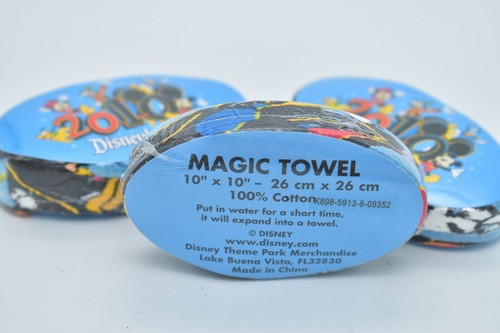 2010
Disney
2010
MAGIC TOWEL
10" x 10" – 26 cm x 26 cm
100% Cotton K898-5913-8-09352
Put in water for a short time,
it will expand into a towel.
© DISNEY
www.disney.com
Disney Theme Park Merchandise
Lake Buena Vista, FL32830
Made in China